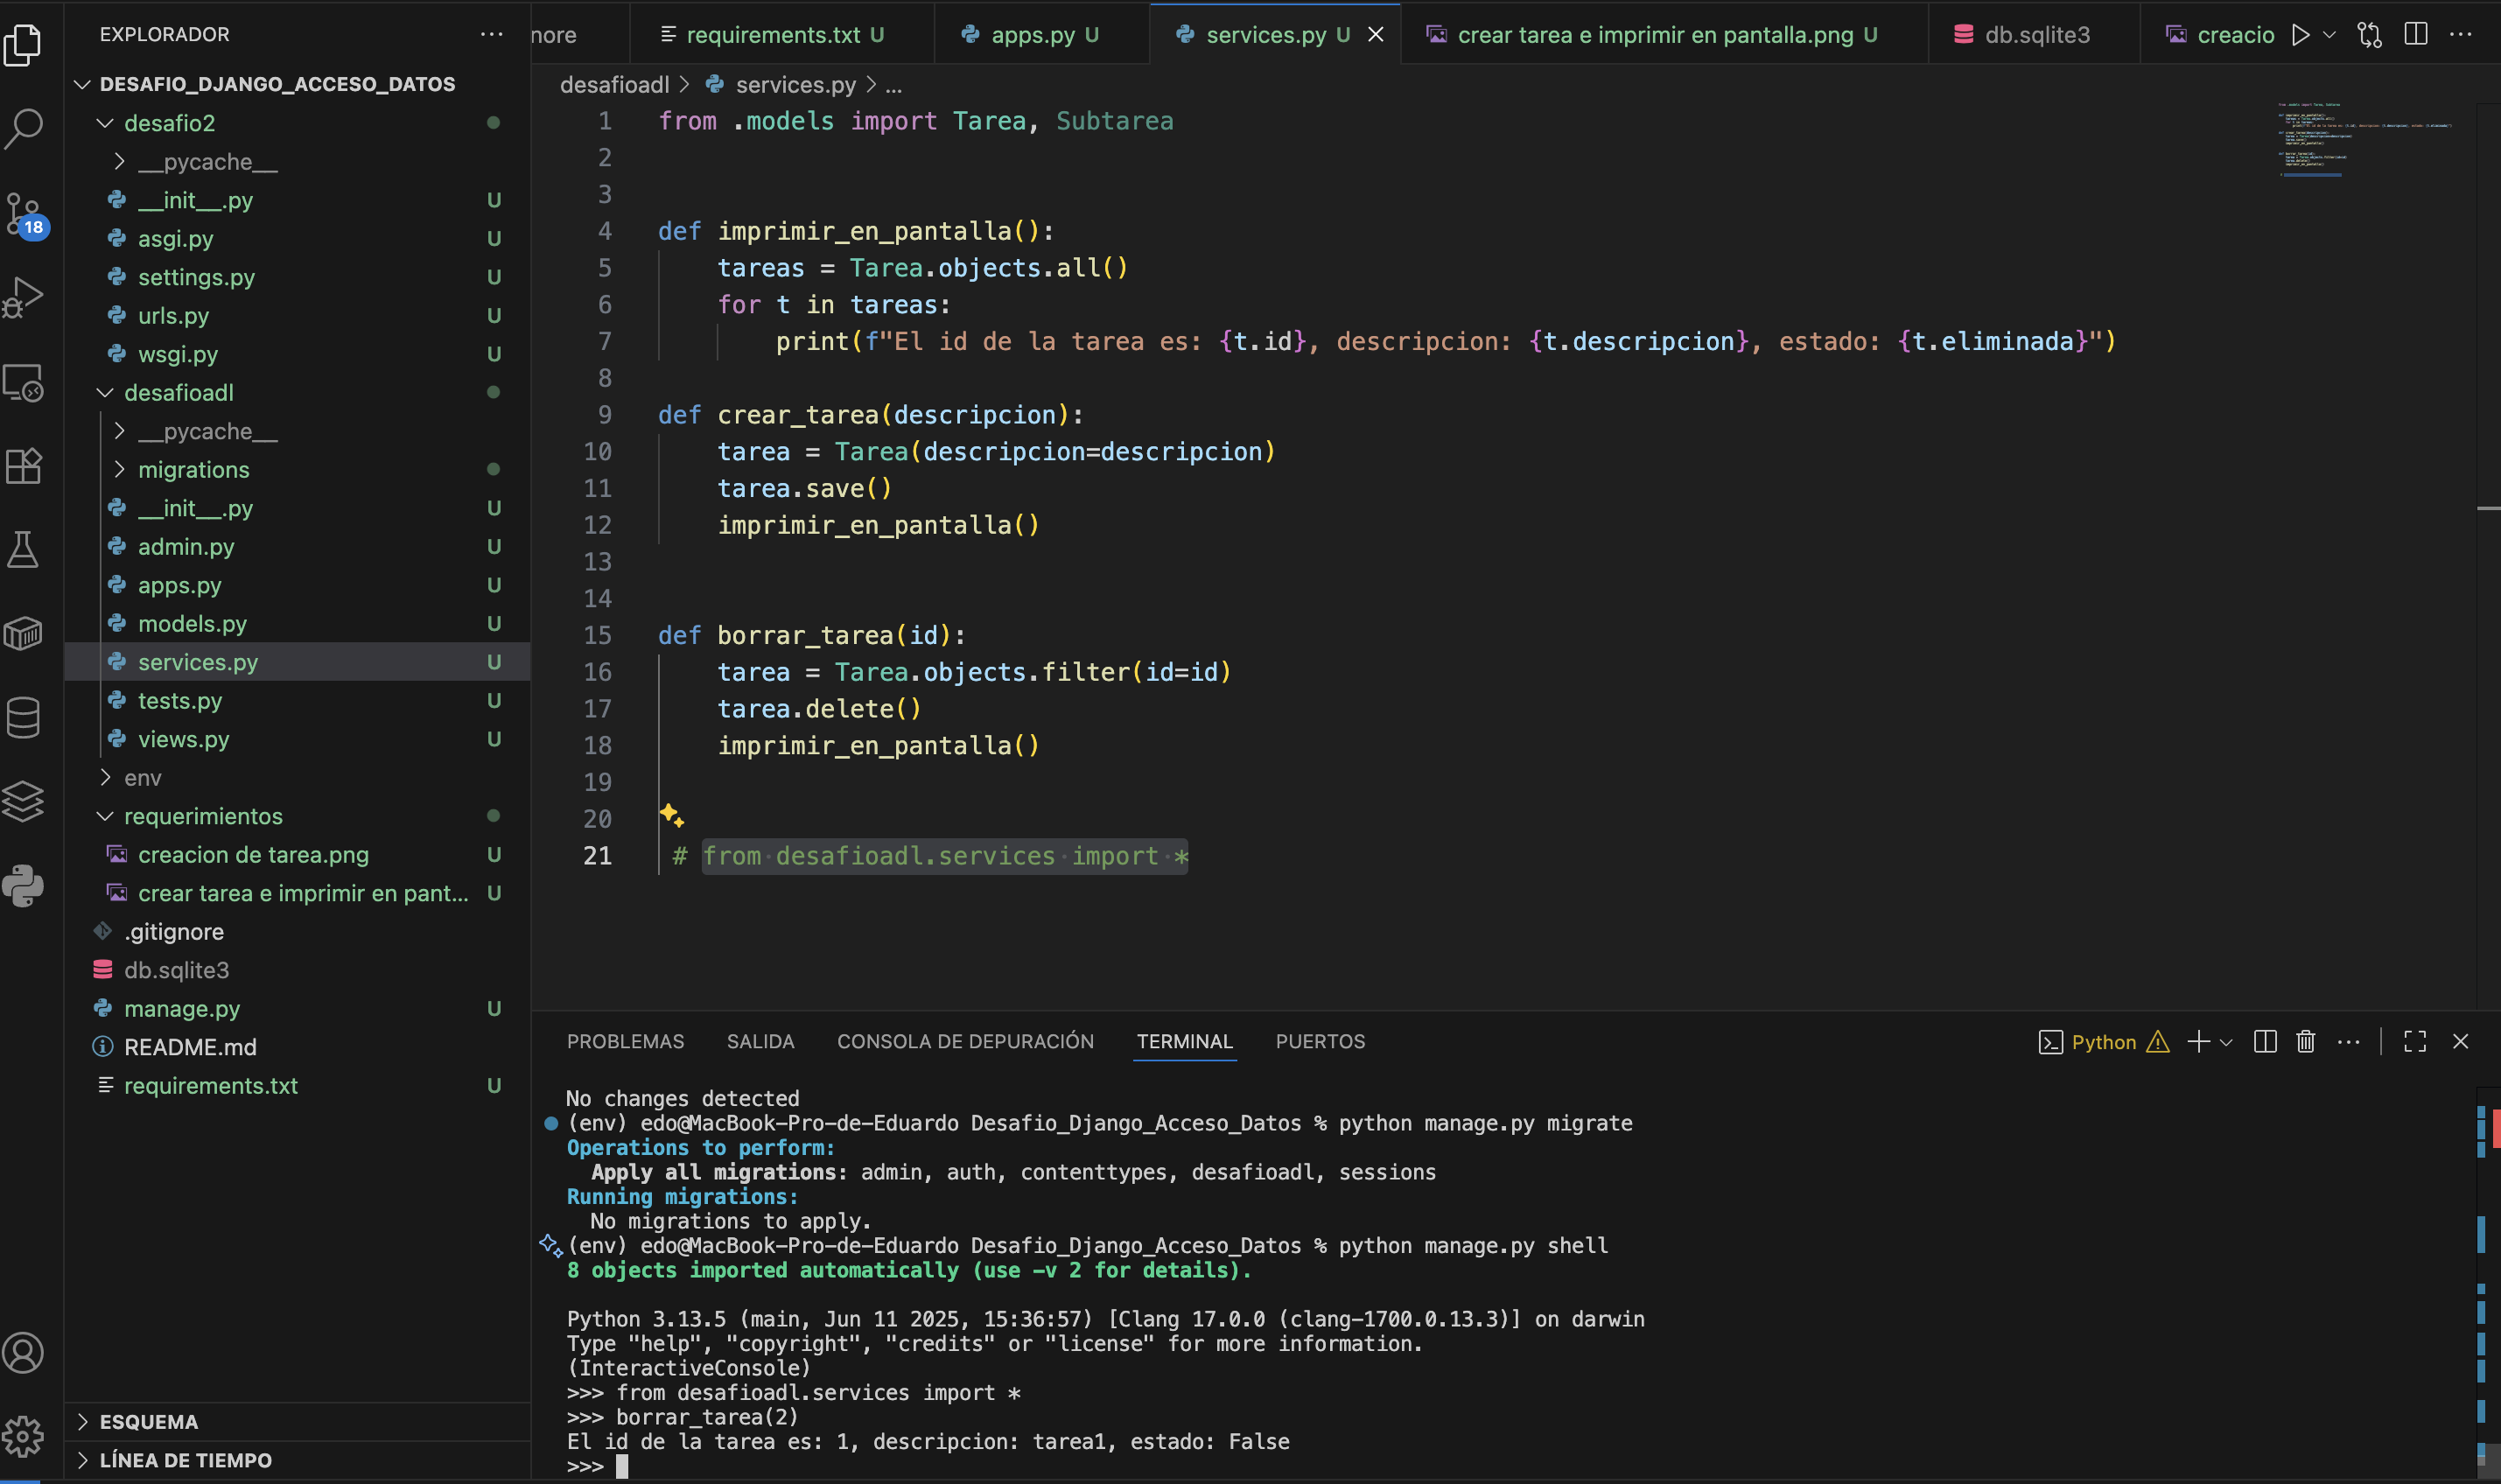 EXPLORADOR
DESAFIO_DJANGO_ACCESO_DATOS
desafio2
__pycache__
__init__.py U
asgi.py U
settings.py U
urls.py U
wsgi.py U
desafioadl
__pycache__
migrations
__init__.py U
admin.py U
apps.py U
models.py U
services.py U
tests.py U
views.py U
env
requerimientos
creacion de tarea.png U
crear tarea e imprimir en pant... U
.gitignore
db.sqlite3
manage.py U
README.md
requirements.txt U
ESQUEMA
LÍNEA DE TIEMPO
18
nore
requirements.txt U
apps.py U
services.py U
crear tarea e imprimir en pantalla.png U
db.sqlite3
creacio
desafioadl > services.py > ...
1 from .models import Tarea, Subtarea
2
3
4 def imprimir_en_pantalla():
5 tareas = Tarea.objects.all()
6 for t in tareas:
7 print(f"El id de la tarea es: {t.id}, descripcion: {t.descripcion}, estado: {t.eliminada}")
8
9 def crear_tarea(descripcion):
10 tarea = Tarea(descripcion=descripcion)
11 tarea.save()
12 imprimir_en_pantalla()
13
14
15 def borrar_tarea(id):
16 tarea = Tarea.objects.filter(id=id)
17 tarea.delete()
18 imprimir_en_pantalla()
19
20
21 # from desafioadl.services import *
PROBLEMAS
SALIDA
CONSOLA DE DEPURACIÓN
TERMINAL
PUERTOS
Python
No changes detected
(env) edo@MacBook-Pro-de-Eduardo Desafio_Django_Acceso_Datos % python manage.py migrate
Operations to perform:
Apply all migrations: admin, auth, contenttypes, desafioadl, sessions
Running migrations:
No migrations to apply.
(env) edo@MacBook-Pro-de-Eduardo Desafio_Django_Acceso_Datos % python manage.py shell
8 objects imported automatically (use -v 2 for details).
Python 3.13.5 (main, Jun 11 2025, 15:36:57) [Clang 17.0.0 (clang-1700.0.13.3)] on darwin
Type "help", "copyright", "credits" or "license" for more information.
(InteractiveConsole)
>>> from desafioadl.services import *
>>> borrar_tarea(2)
El id de la tarea es: 1, descripcion: tarea1, estado: False
>>>